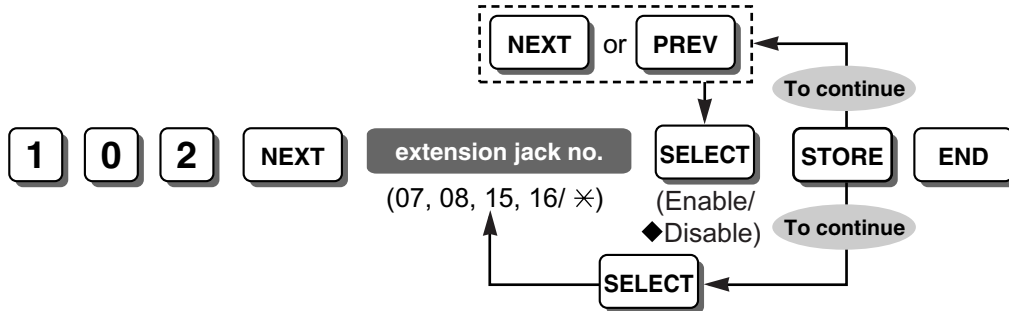 NEXT or PREV
To continue
1 0 2 NEXT extension jack no. SELECT STORE END
(07, 08, 15, 16/ ✳) (Enable/
◆Disable) To continue
SELECT